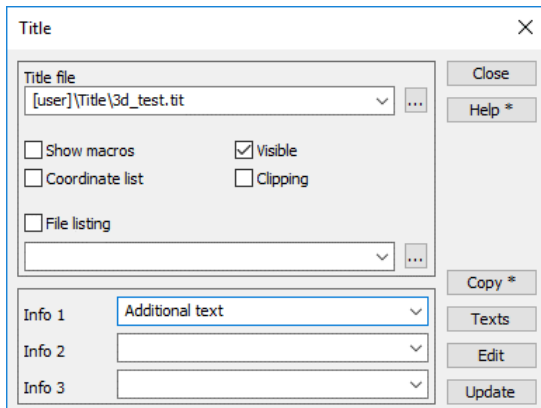 Title
Title file
Close
[user]\Title\3d_test.tit
...
Help *
Show macros
Visible
Coordinate list
Clipping
File listing
...
Copy *
Info 1
Additional text
Texts
Info 2
Edit
Info 3
Update